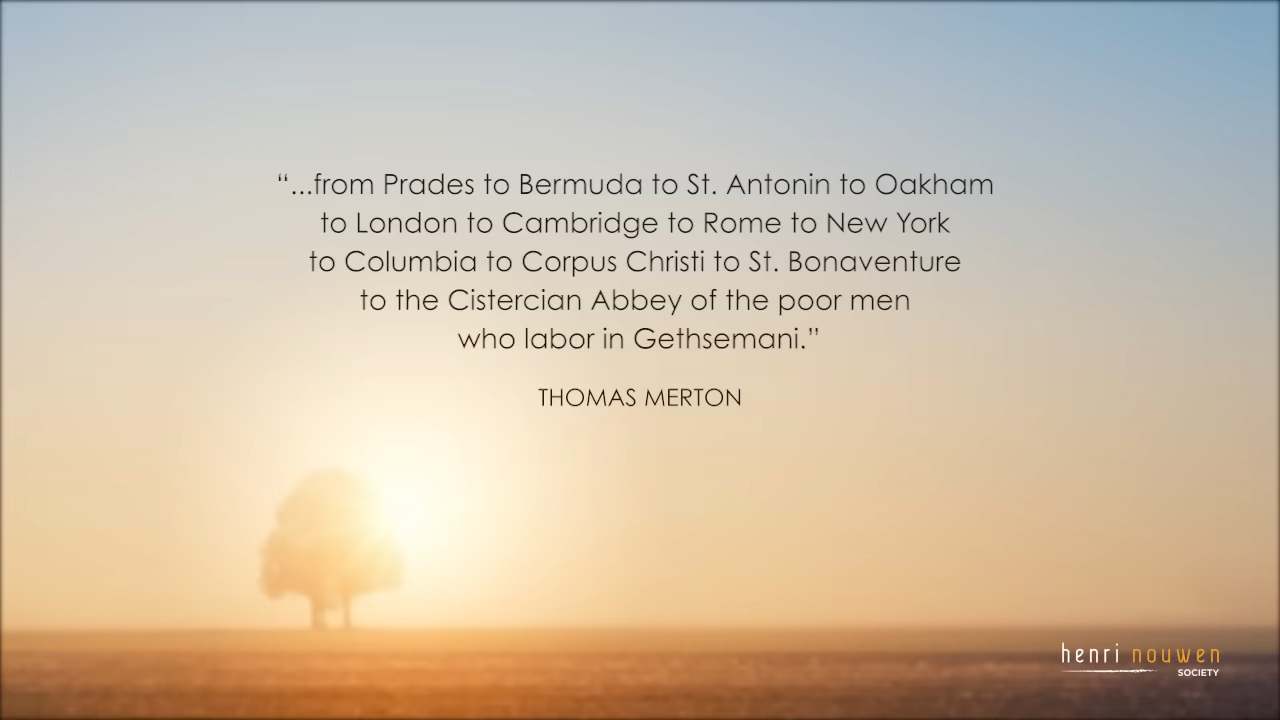 “...from Prades to Bermuda to St. Antonin to Oakham
to London to Cambridge to Rome to New York
to Columbia to Corpus Christi to St. Bonaventure
to the Cistercian Abbey of the poor men
who labor in Gethsemani.”
THOMAS MERTON
henri nouwen
SOCIETY